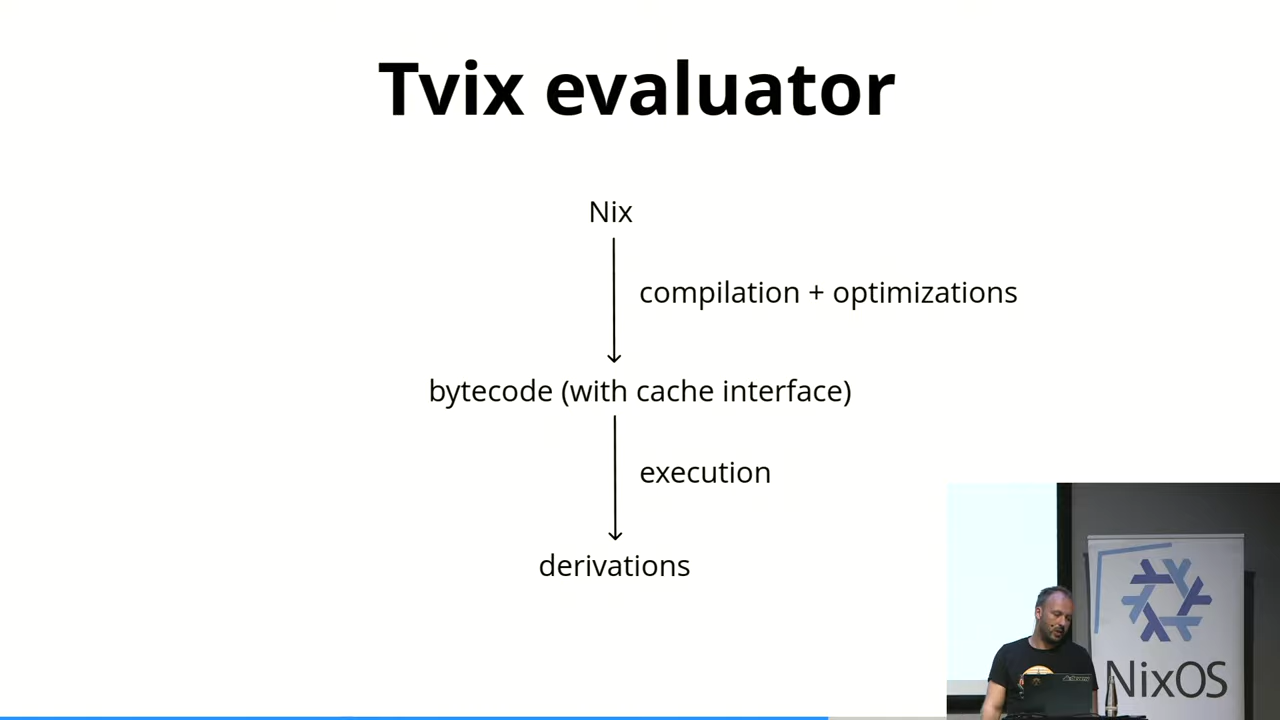 Tvix evaluator
Nix
compilation + optimizations
bytecode (with cache interface)
execution
derivations
NixOS